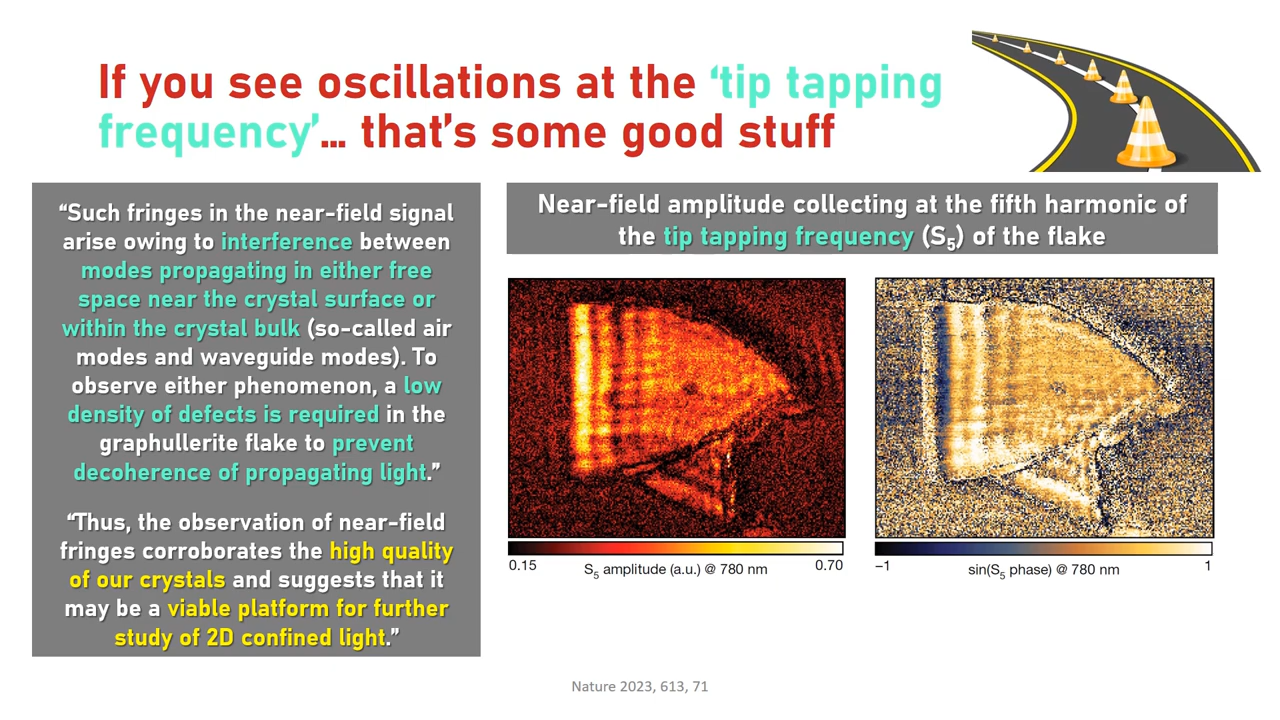 If you see oscillations at the ‘tip tapping
frequency’... that’s some good stuff
“Such fringes in the near-field signal
arise owing to interference between
modes propagating in either free
space near the crystal surface or
within the crystal bulk (so-called air
modes and waveguide modes). To
observe either phenomenon, a low
density of defects is required in the
graphullerite flake to prevent
decoherence of propagating light.”
“Thus, the observation of near-field
fringes corroborates the high quality
of our crystals and suggests that it
may be a viable platform for further
study of 2D confined light.”
Near-field amplitude collecting at the fifth harmonic of
the tip tapping frequency (S₅) of the flake
0.15 S₅ amplitude (a.u.) @ 780 nm 0.70
−1 sin(S₅ phase) @ 780 nm 1
Nature 2023, 613, 71